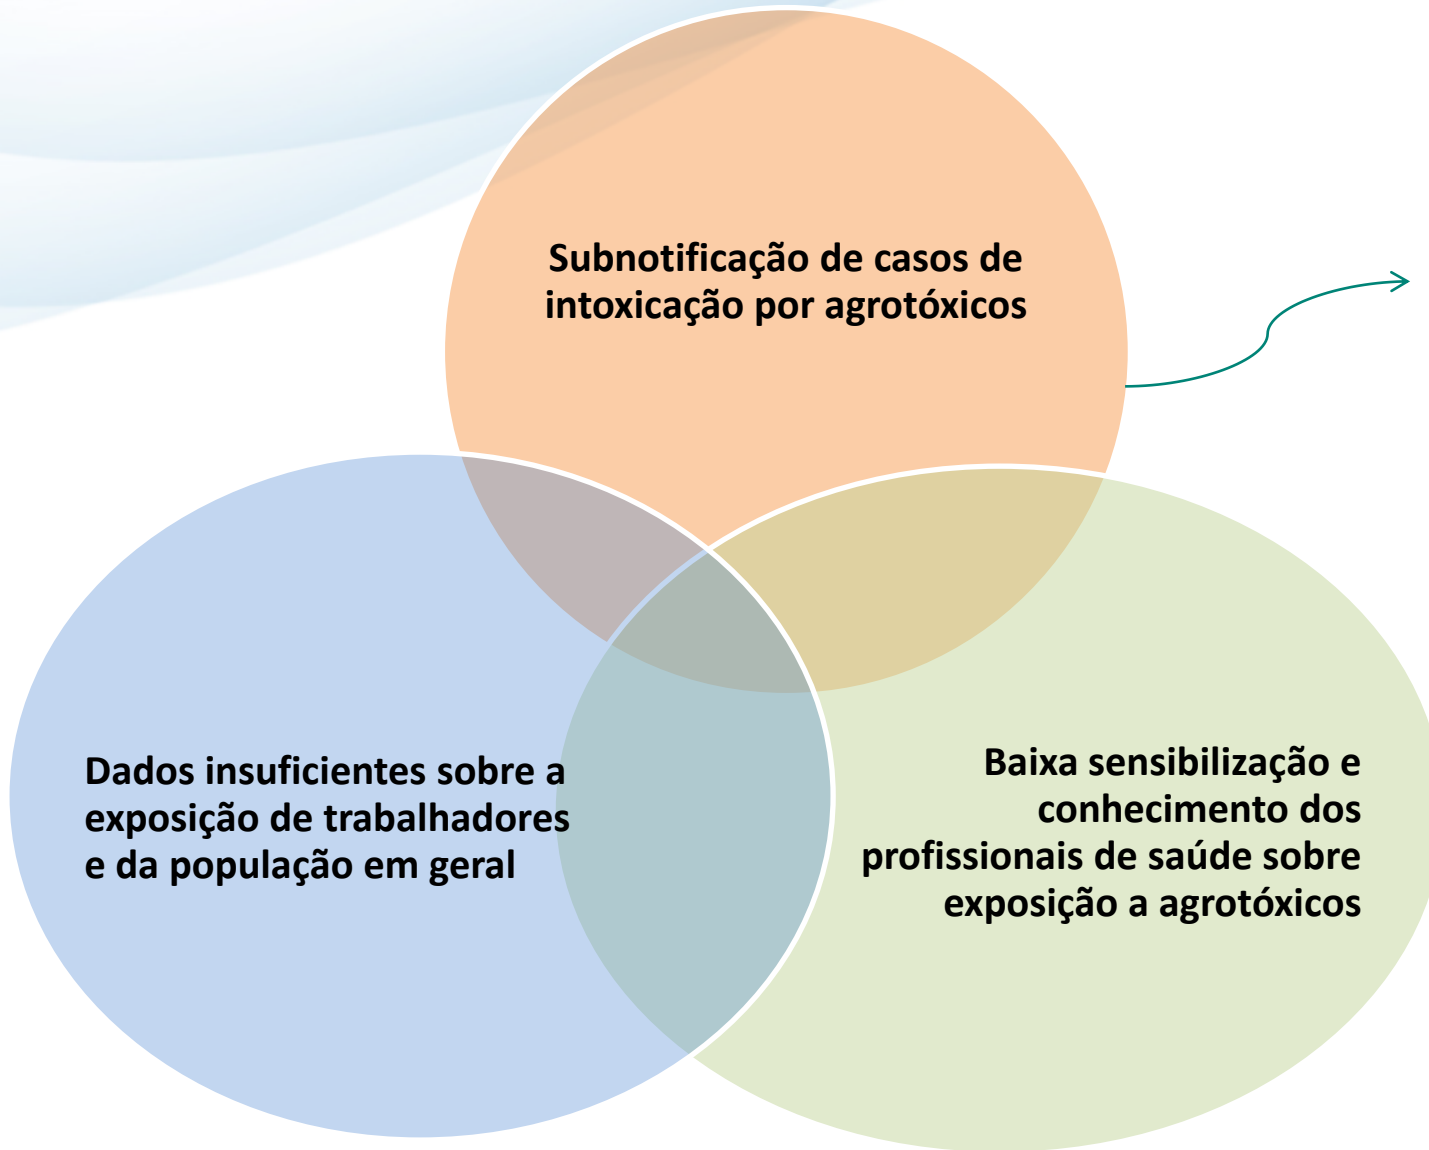 Subnotificação de casos de
intoxicação por agrotóxicos
Dados insuficientes sobre a
exposição de trabalhadores
e da população em geral
Baixa sensibilização e
conhecimento dos
profissionais de saúde sobre
exposição a agrotóxicos